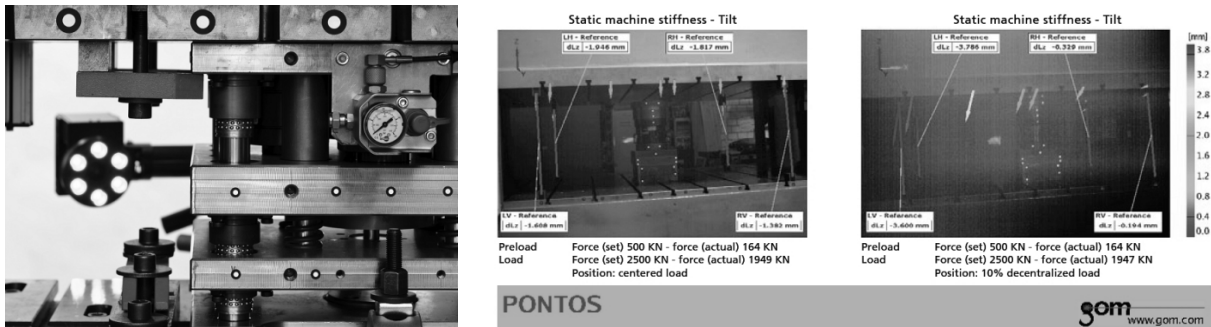 Static machine stiffness - Tilt
LH - Reference
dLz -1.946 mm
RH - Reference
dLz -1.817 mm
LV - Reference
dLz -1.688 mm
RV - Reference
dLz -1.382 mm
Preload Force (set) 500 KN - force (actual) 164 KN
Load Force (set) 2500 KN - force (actual) 1949 KN
Position: centered load
Static machine stiffness - Tilt
LH - Reference
dLz -3.786 mm
RH - Reference
dLz -0.329 mm
LV - Reference
dLz -3.600 mm
RV - Reference
dLz -0.194 mm
[mm]
3.8
3.2
2.8
2.4
2.0
1.6
1.2
0.8
0.4
0.0
Preload Force (set) 500 KN - force (actual) 164 KN
Load Force (set) 2500 KN - force (actual) 1947 KN
Position: 10% decentralized load
PONTOS
gom
www.gom.com